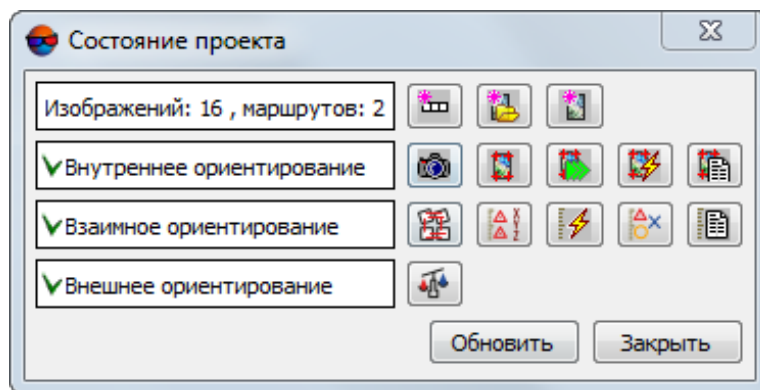 Состояние проекта
Изображений: 16 , маршрутов: 2
Внутреннее ориентирование
Взаимное ориентирование
X
Y
Z
Внешнее ориентирование
Обновить Закрыть